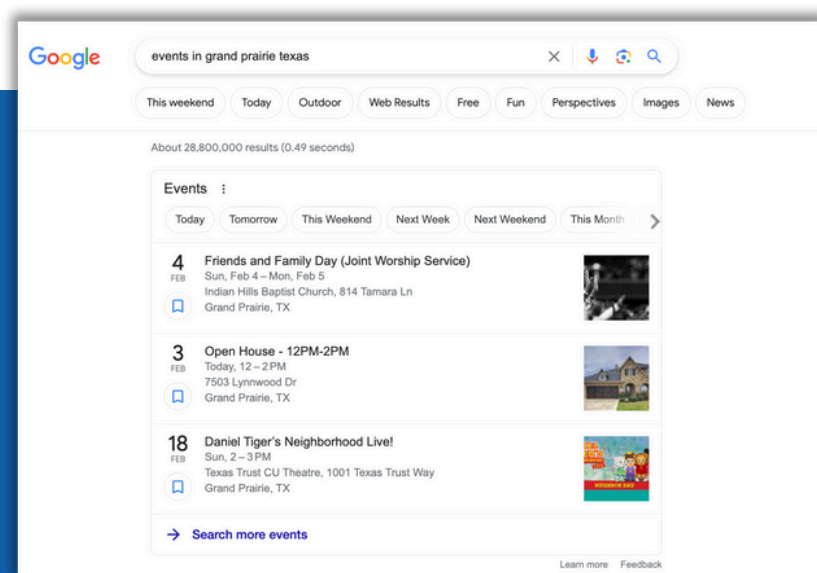 Google
events in grand prairie texas
This weekend Today Outdoor Web Results Free Fun Perspectives Images News
About 28,800,000 results (0.49 seconds)
Events
Today Tomorrow This Weekend Next Week Next Weekend This Month
4 Friends and Family Day (Joint Worship Service)
FEB Sun, Feb 4 – Mon, Feb 5
Indian Hills Baptist Church, 814 Tamara Ln
Grand Prairie, TX
3 Open House - 12PM-2PM
FEB Today, 12 – 2 PM
7503 Lynnwood Dr
Grand Prairie, TX
18 Daniel Tiger's Neighborhood Live!
FEB Sun, 2 – 3 PM
Texas Trust CU Theatre, 1001 Texas Trust Way
Grand Prairie, TX
NEIGHBOR DAY
Search more events
Learn more Feedback